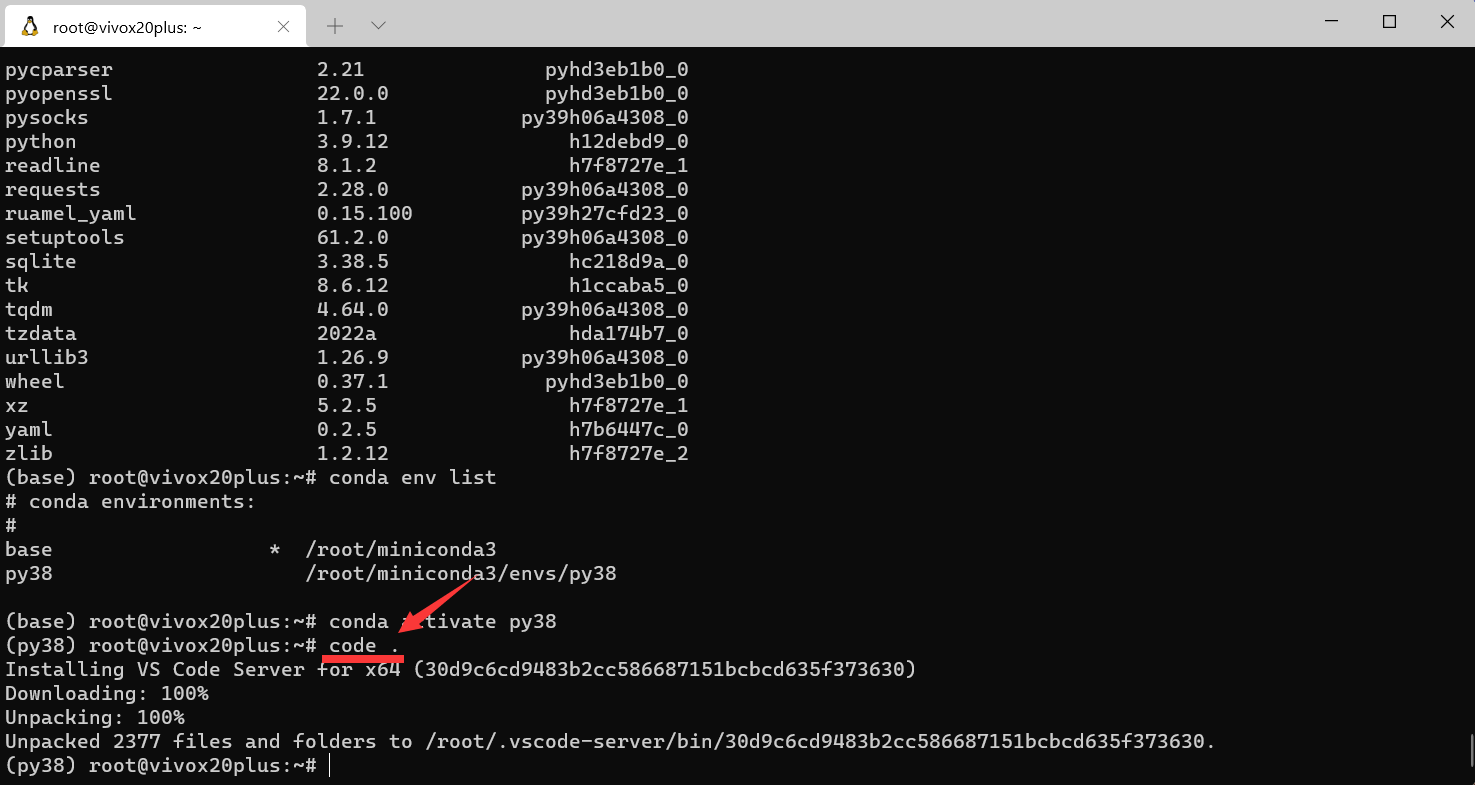 root@vivox20plus: ~
pycparser 2.21 pyhd3eb1b0_0
pyopenssl 22.0.0 pyhd3eb1b0_0
pysocks 1.7.1 py39h06a4308_0
python 3.9.12 h12debd9_0
readline 8.1.2 h7f8727e_1
requests 2.28.0 py39h06a4308_0
ruamel_yaml 0.15.100 py39h27cfd23_0
setuptools 61.2.0 py39h06a4308_0
sqlite 3.38.5 hc218d9a_0
tk 8.6.12 h1ccaba5_0
tqdm 4.64.0 py39h06a4308_0
tzdata 2022a hda174b7_0
urllib3 1.26.9 py39h06a4308_0
wheel 0.37.1 pyhd3eb1b0_0
xz 5.2.5 h7f8727e_1
yaml 0.2.5 h7b6447c_0
zlib 1.2.12 h7f8727e_2
(base) root@vivox20plus:~# conda env list
# conda environments:
#
base * /root/miniconda3
py38 /root/miniconda3/envs/py38
(base) root@vivox20plus:~# conda activate py38
(py38) root@vivox20plus:~# code .
Installing VS Code Server for x64 (30d9c6cd9483b2cc586687151bcbcd635f373630)
Downloading: 100%
Unpacking: 100%
Unpacked 2377 files and folders to /root/.vscode-server/bin/30d9c6cd9483b2cc586687151bcbcd635f373630.
(py38) root@vivox20plus:~#